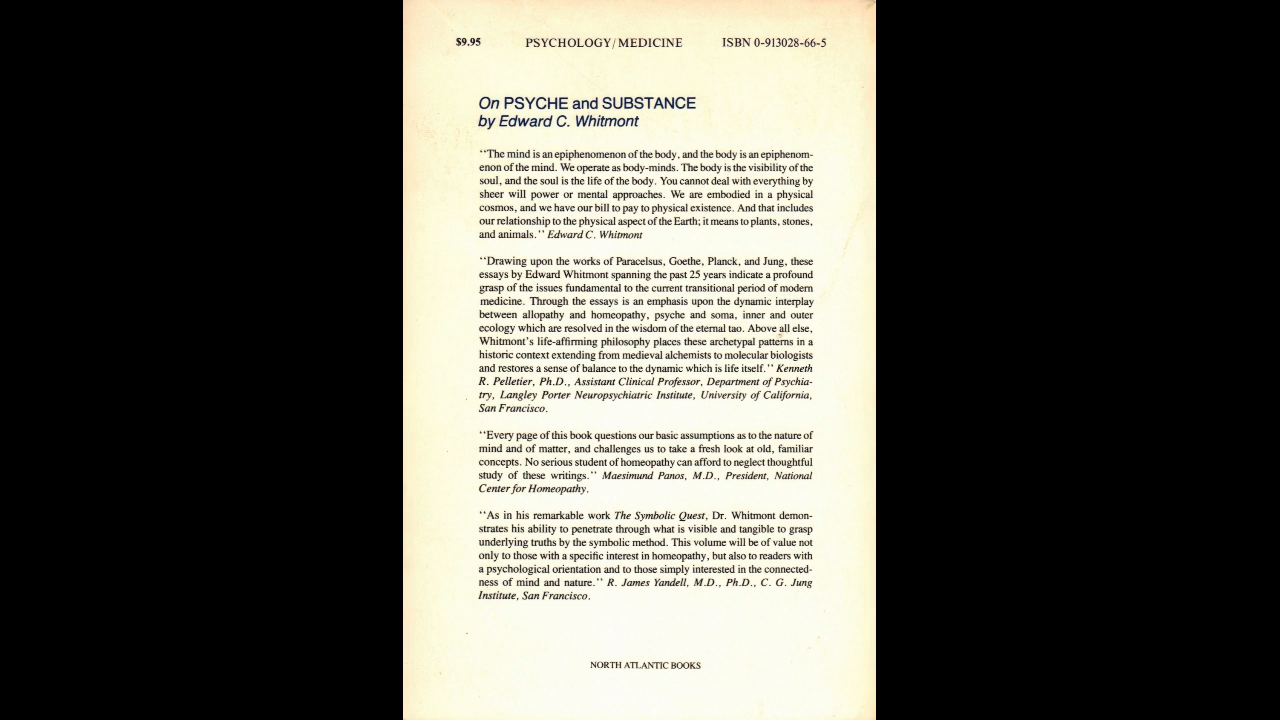 $9.95 PSYCHOLOGY/MEDICINE ISBN 0-913028-66-5
On PSYCHE and SUBSTANCE
by Edward C. Whitmont
‘‘The mind is an epiphenomenon of the body, and the body is an epiphenom-
enon of the mind. We operate as body-minds. The body is the visibility of the
soul, and the soul is the life of the body. You cannot deal with everything by
sheer will power or mental approaches. We are embodied in a physical
cosmos, and we have our bill to pay to physical existence. And that includes
our relationship to the physical aspect of the Earth; it means to plants, stones,
and animals.’’ Edward C. Whitmont
‘‘Drawing upon the works of Paracelsus, Goethe, Planck, and Jung, these
essays by Edward Whitmont spanning the past 25 years indicate a profound
grasp of the issues fundamental to the current transitional period of modern
medicine. Through the essays is an emphasis upon the dynamic interplay
between allopathy and homeopathy, psyche and soma, inner and outer
ecology which are resolved in the wisdom of the eternal tao. Above all else,
Whitmont’s life-affirming philosophy places these archetypal patterns in a
historic context extending from medieval alchemists to molecular biologists
and restores a sense of balance to the dynamic which is life itself.’’ Kenneth
R. Pelletier, Ph.D., Assistant Clinical Professor, Department of Psychia-
try, Langley Porter Neuropsychiatric Institute, University of California,
San Francisco.
‘‘Every page of this book questions our basic assumptions as to the nature of
mind and of matter, and challenges us to take a fresh look at old, familiar
concepts. No serious student of homeopathy can afford to neglect thoughtful
study of these writings.’’ Maesimund Panos, M.D., President, National
Center for Homeopathy.
‘‘As in his remarkable work The Symbolic Quest, Dr. Whitmont demon-
strates his ability to penetrate through what is visible and tangible to grasp
underlying truths by the symbolic method. This volume will be of value not
only to those with a specific interest in homeopathy, but also to readers with
a psychological orientation and to those simply interested in the connected-
ness of mind and nature.’’ R. James Yandell, M.D., Ph.D., C. G. Jung
Institute, San Francisco.
NORTH ATLANTIC BOOKS